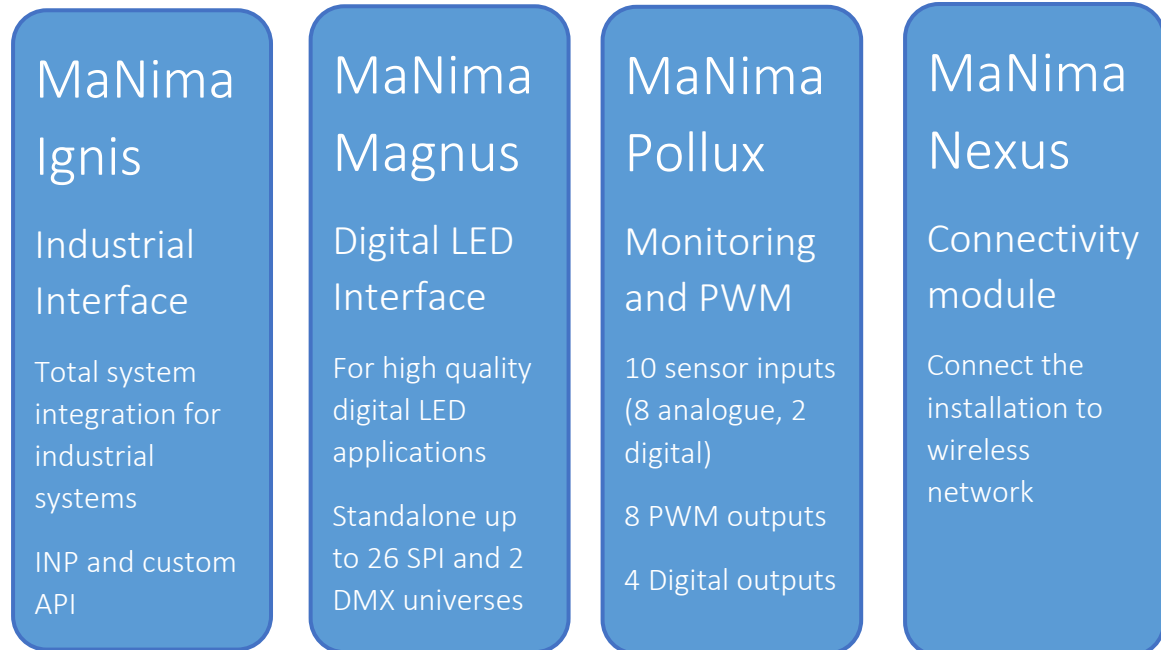 MaNima
Ignis
Industrial
Interface
Total system
integration for
industrial
systems
INP and custom
API
MaNima
Magnus
Digital LED
Interface
For high quality
digital LED
applications
Standalone up
to 26 SPI and 2
DMX universes
MaNima
Pollux
Monitoring
and PWM
10 sensor inputs
(8 analogue, 2
digital)
8 PWM outputs
4 Digital outputs
MaNima
Nexus
Connectivity
module
Connect the
installation to
wireless
network